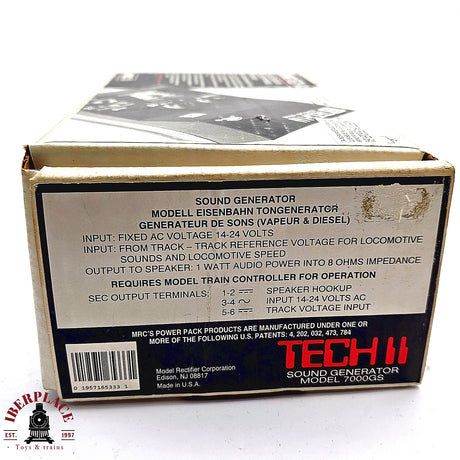 SOUND GENERATOR
MODELL EISENBAHN TONGENERATOR
GENERATEUR DE SONS (VAPEUR & DIESEL)
INPUT: FIXED AC VOLTAGE 14-24 VOLTS
INPUT: FROM TRACK – TRACK REFERENCE VOLTAGE FOR LOCOMOTIVE
SOUNDS AND LOCOMOTIVE SPEED
OUTPUT TO SPEAKER: 1 WATT AUDIO POWER INTO 8 OHMS IMPEDANCE
REQUIRES MODEL TRAIN CONTROLLER FOR OPERATION
SEC OUTPUT TERMINALS: 1-2 ⎓ SPEAKER HOOKUP
3-4 ~ INPUT 14-24 VOLTS AC
5-6 ⎓ TRACK VOLTAGE INPUT
MRC'S POWER PACK PRODUCTS ARE MANUFACTURED UNDER ONE OR
MORE OF THE FOLLOWING U.S. PATENTS: 4, 202, 032, 473, 784
0 1957165333 1
Model Rectifier Corporation
Edison, NJ 08817
Made in U.S.A.
TECH II
SOUND GENERATOR
MODEL 7000GS
IBERPLACE
EST. 1997
Toys & trains